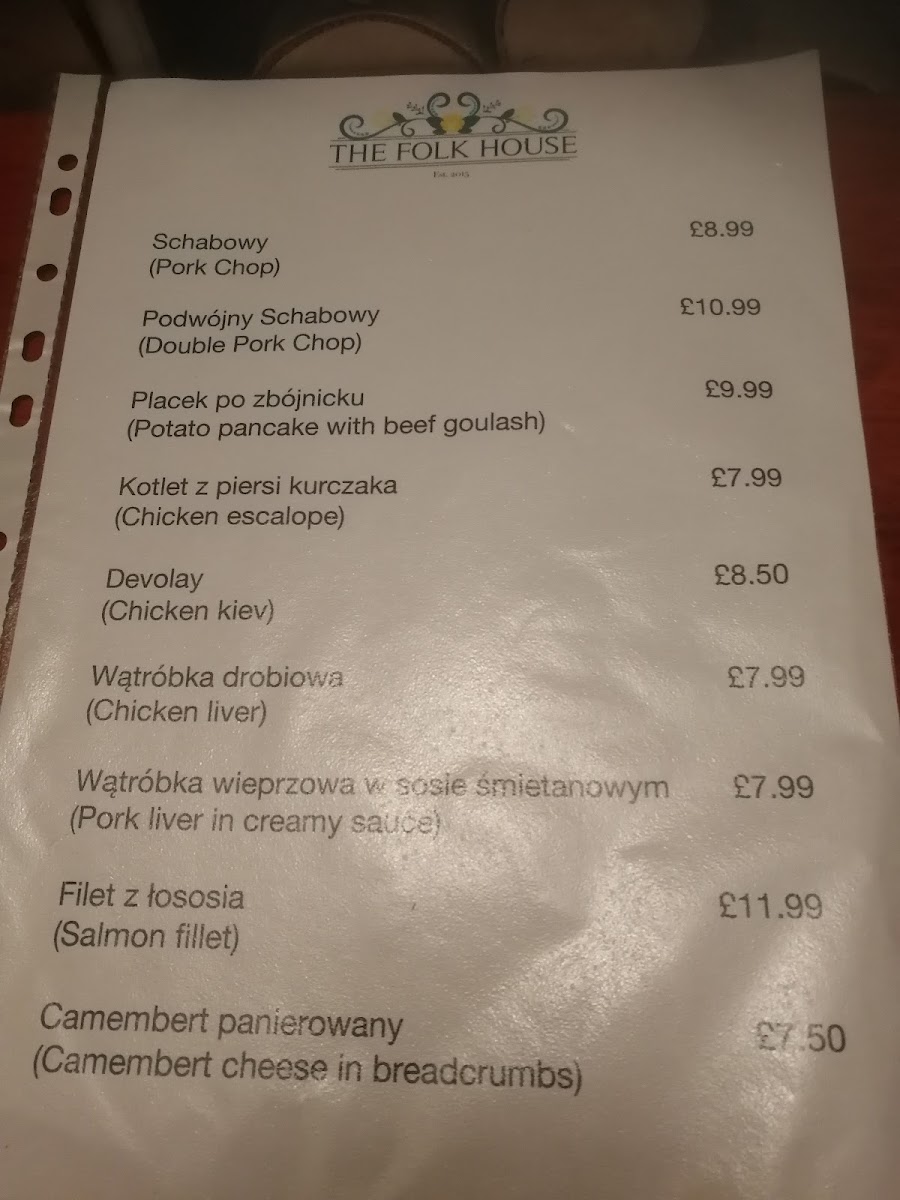 THE FOLK HOUSE
Est. 2015
Schabowy £8.99
(Pork Chop)
Podwójny Schabowy £10.99
(Double Pork Chop)
Placek po zbójnicku £9.99
(Potato pancake with beef goulash)
Kotlet z piersi kurczaka £7.99
(Chicken escalope)
Devolay £8.50
(Chicken kiev)
Wątróbka drobiowa £7.99
(Chicken liver)
Wątróbka wieprzowa w sosie śmietanowym £7.99
(Pork liver in creamy sauce)
Filet z łososia £11.99
(Salmon fillet)
Camembert panierowany £7.50
(Camembert cheese in breadcrumbs)